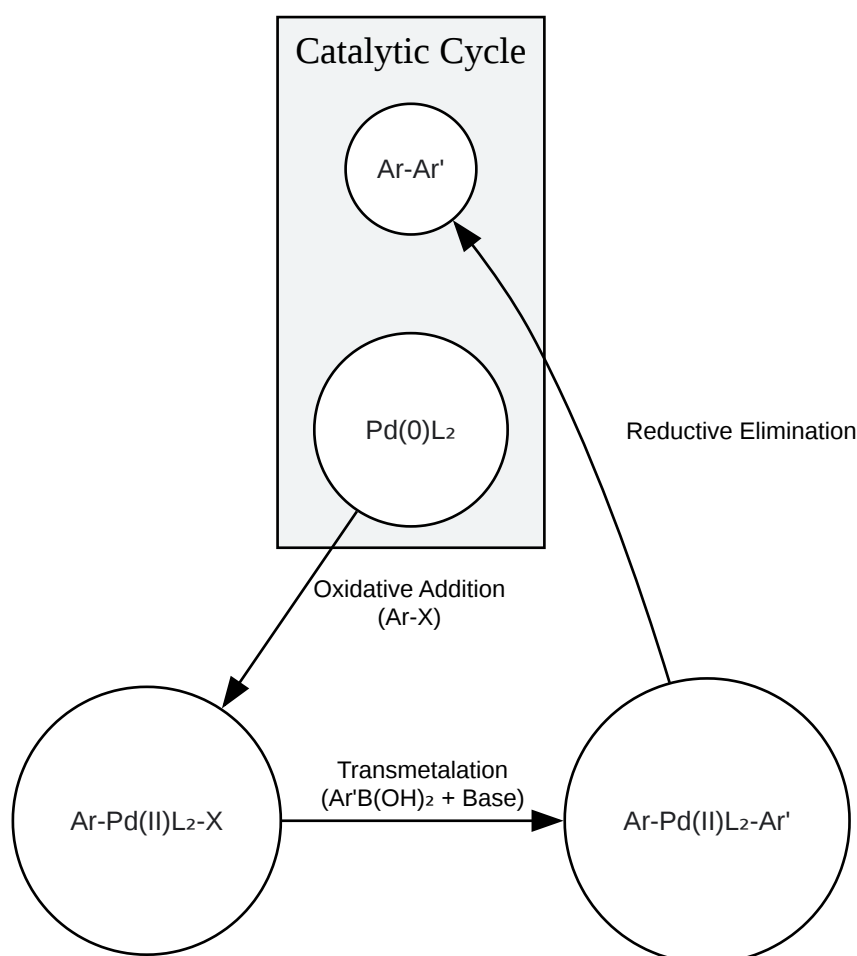 Catalytic Cycle
Ar-Ar'
Pd(0)L₂
Reductive Elimination
Oxidative Addition
(Ar-X)
Transmetalation
(Ar'B(OH)₂ + Base)
Ar-Pd(II)L₂-X
Ar-Pd(II)L₂-Ar'